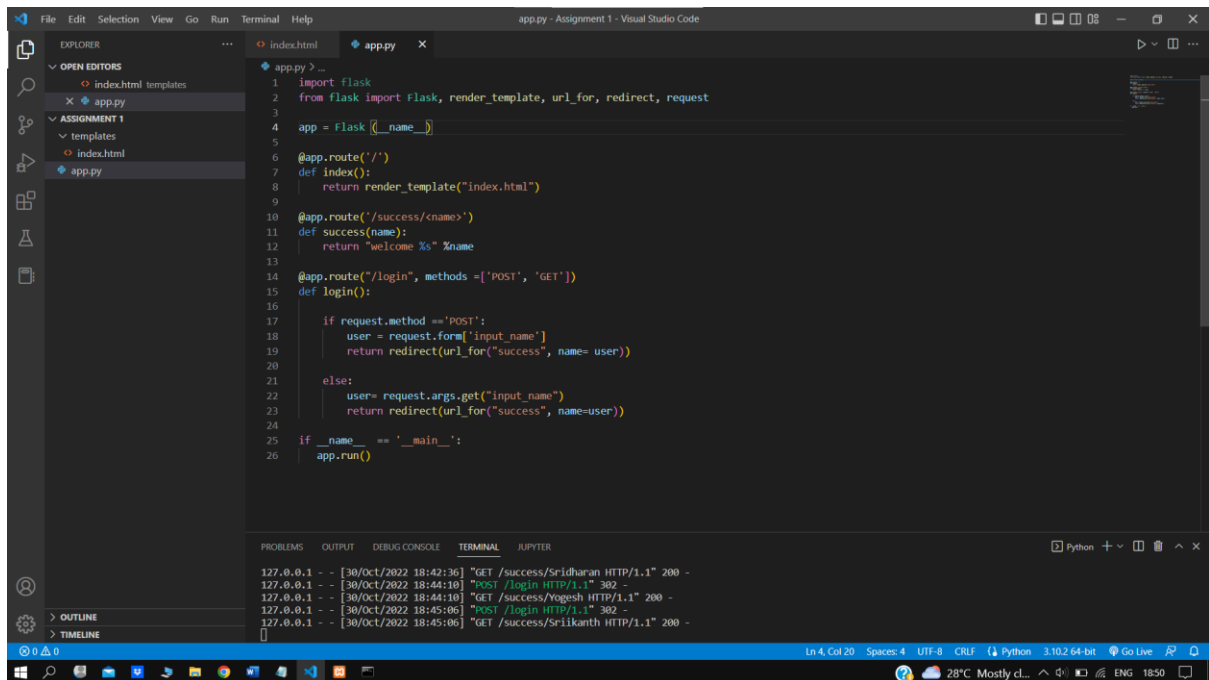 File Edit Selection View Go Run Terminal Help app.py - Assignment 1 - Visual Studio Code
EXPLORER
OPEN EDITORS
index.html templates
app.py
ASSIGNMENT 1
templates
index.html
app.py
OUTLINE
TIMELINE
index.html app.py
app.py > ...
1 import flask
2 from flask import Flask, render_template, url_for, redirect, request
3
4 app = Flask (__name__)
5
6 @app.route('/')
7 def index():
8     return render_template("index.html")
9
10 @app.route('/success/<name>')
11 def success(name):
12     return "welcome %s" %name
13
14 @app.route("/login", methods =['POST', 'GET'])
15 def login():
16
17     if request.method =='POST':
18         user = request.form['input_name']
19         return redirect(url_for("success", name= user))
20
21     else:
22         user= request.args.get("input_name")
23         return redirect(url_for("success", name=user))
24
25 if __name__  == '__main__':
26    app.run()
PROBLEMS OUTPUT DEBUG CONSOLE TERMINAL JUPYTER Python
127.0.0.1 - - [30/Oct/2022 18:42:36] "GET /success/Sridharan HTTP/1.1" 200 -
127.0.0.1 - - [30/Oct/2022 18:44:10] "POST /login HTTP/1.1" 302 -
127.0.0.1 - - [30/Oct/2022 18:44:10] "GET /success/Yogesh HTTP/1.1" 200 -
127.0.0.1 - - [30/Oct/2022 18:45:06] "POST /login HTTP/1.1" 302 -
127.0.0.1 - - [30/Oct/2022 18:45:06] "GET /success/Sriikanth HTTP/1.1" 200 -
0 0 Ln 4, Col 20 Spaces: 4 UTF-8 CRLF Python 3.10.2 64-bit Go Live
28°C Mostly cl... ENG 18:50